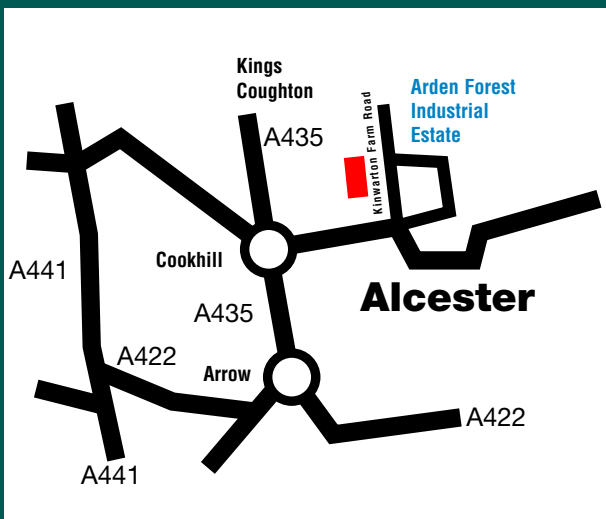 Kings
Coughton
A435
Kinwarton Farm Road
Arden Forest
Industrial
Estate
Cookhill
A441
Alcester
A435
A422
Arrow
A422
A441